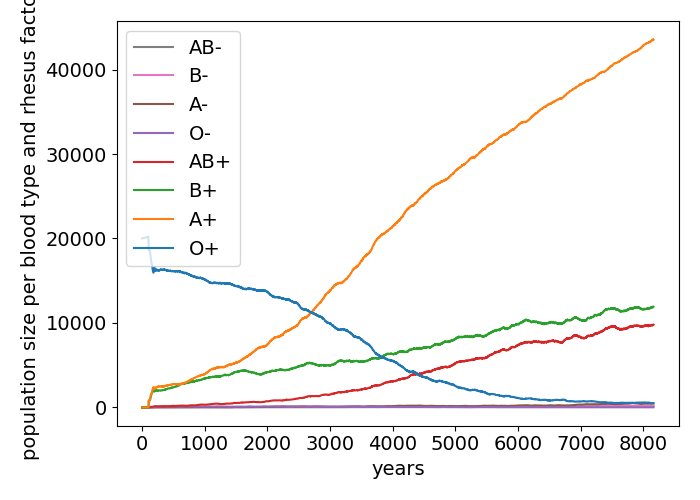 population size per blood type and rhesus facto
40000
30000
20000
10000
0
AB-
B-
A-
O-
AB+
B+
A+
O+
0 1000 2000 3000 4000 5000 6000 7000 8000
years